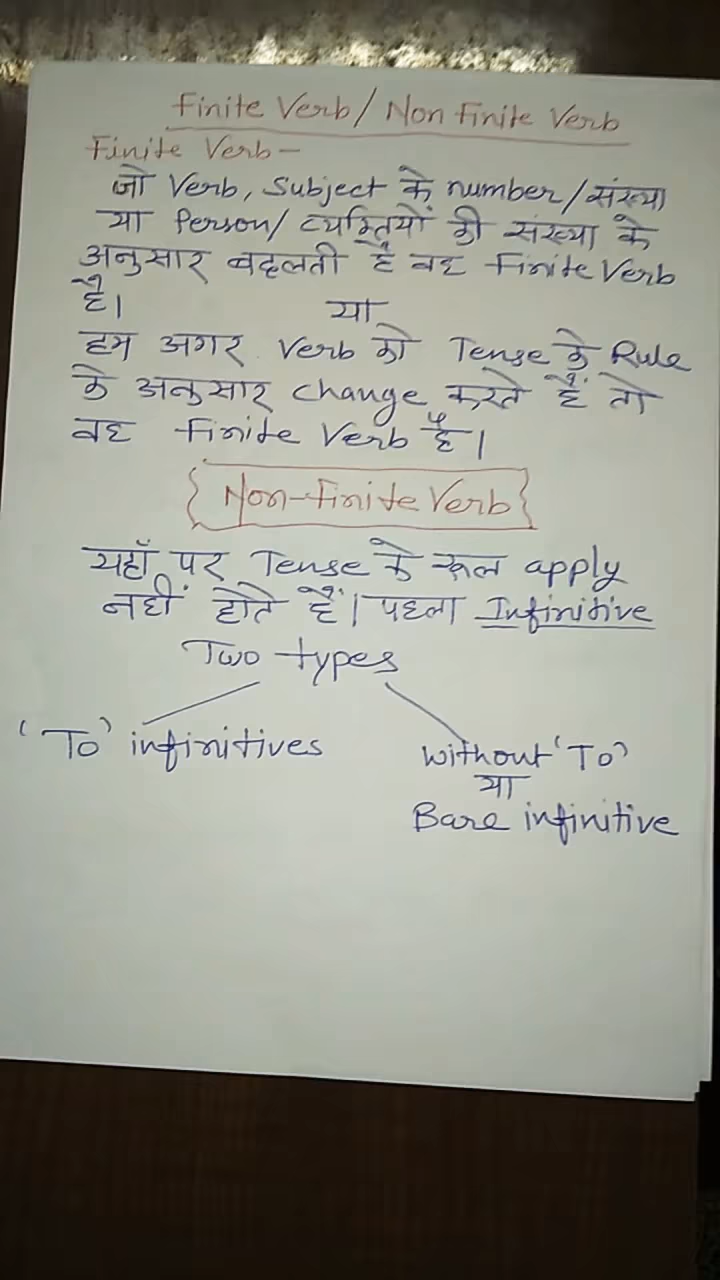 Finite Verb / Non Finite Verb
Finite Verb -
जो Verb, Subject के number/संख्या
या Person/ व्यक्तियों की संख्या के
अनुसार बदलती है वह Finite Verb
है।
या
हम अगर Verb को Tense के Rule
के अनुसार change करते हैं तो
वह Finite Verb है।
{Non-Finite Verb}
यहाँ पर Tense के रूल apply
नहीं होते हैं। पहला Infinitive
Two types
'To' infinitives
without 'To'
या
Bare infinitive